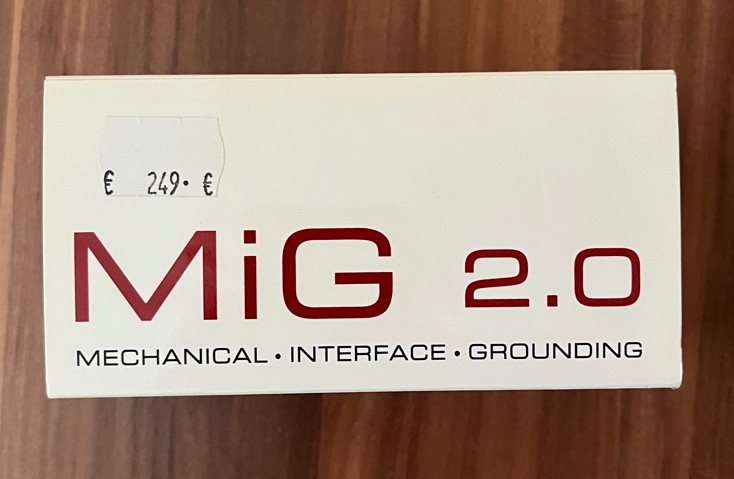 € 249· €
MiG 2.0
MECHANICAL • INTERFACE • GROUNDING